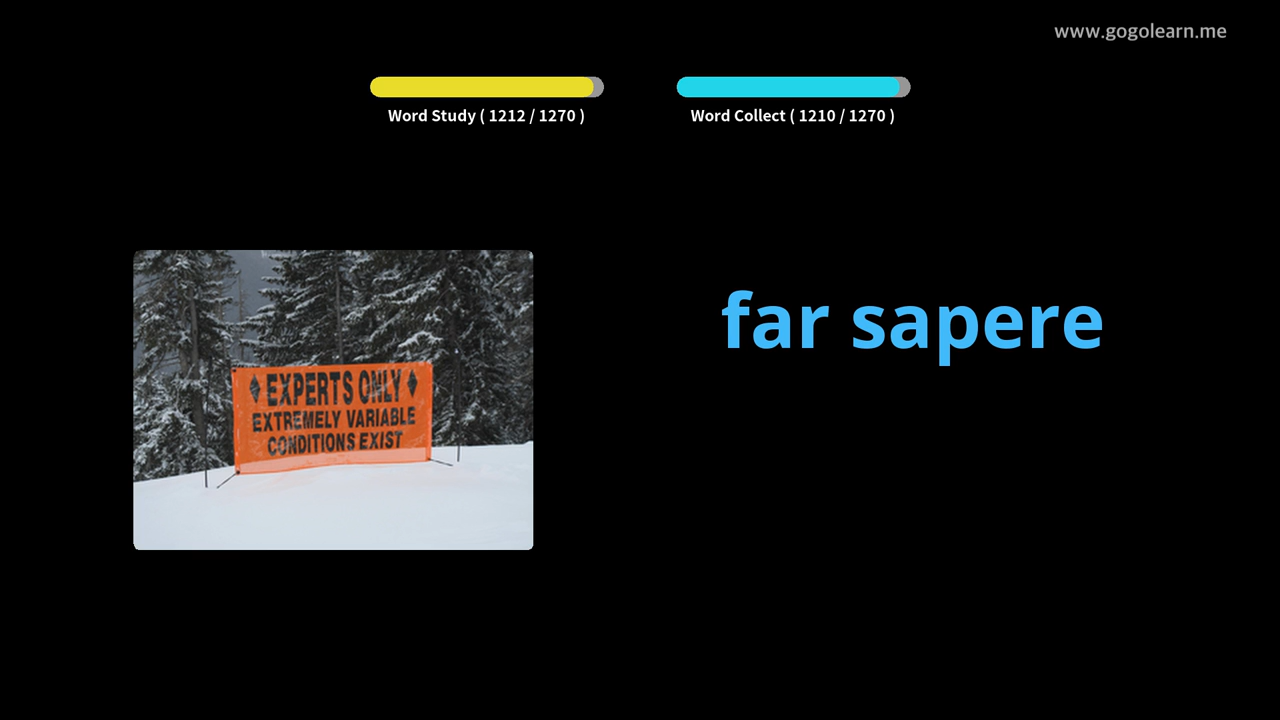 www.gogolearn.me
Word Study ( 1212 / 1270 )
Word Collect ( 1210 / 1270 )
EXPERTS ONLY
EXTREMELY VARIABLE
CONDITIONS EXIST
far sapere